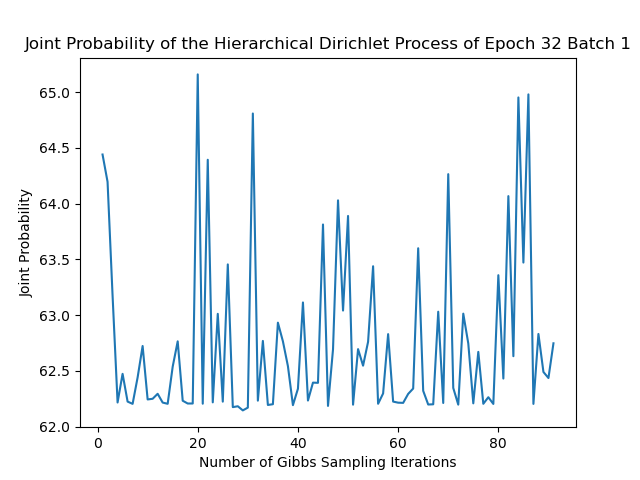 Joint Probability of the Hierarchical Dirichlet Process of Epoch 32 Batch 1
65.0
64.5
64.0
63.5
63.0
62.5
62.0
Joint Probability
0 20 40 60 80
Number of Gibbs Sampling Iterations